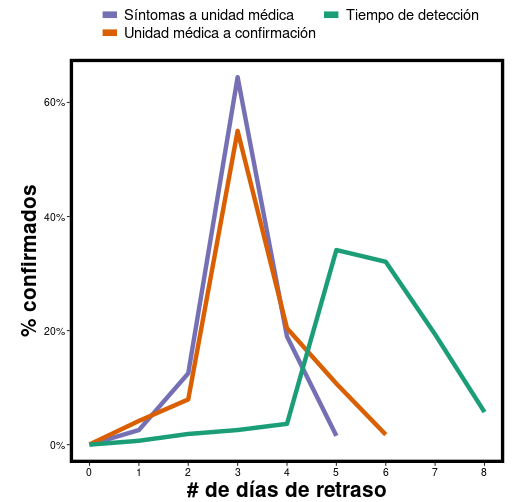 Síntomas a unidad médica
Tiempo de detección
Unidad médica a confirmación
60%
40%
20%
0%
% confirmados
0 1 2 3 4 5 6 7 8
# de días de retraso